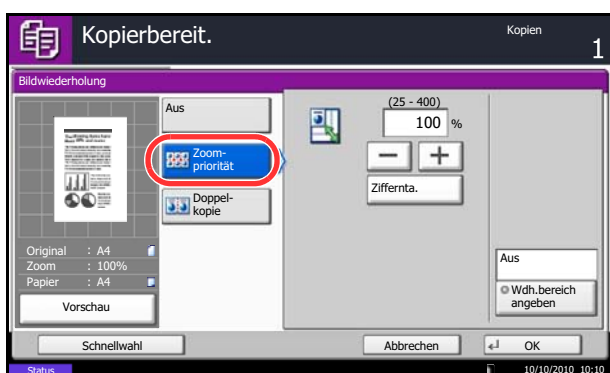 Kopierbereit.
Kopien
1
Bildwiederholung
Aus
Zoom-
priorität
Doppel-
kopie
(25 - 400)
100 %
Ziffernta.
Original : A4
Zoom : 100%
Papier : A4
Vorschau
Aus
Wdh.bereich
angeben
Schnellwahl
Abbrechen
OK
Status
10/10/2010 10:10